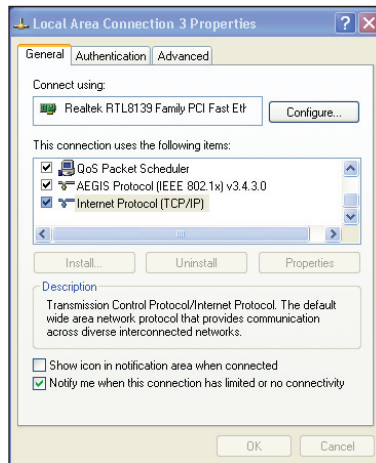 Local Area Connection 3 Properties
General Authentication Advanced
Connect using:
Realtek RTL8139 Family PCI Fast Eth
Configure...
This connection uses the following items:
QoS Packet Scheduler
AEGIS Protocol (IEEE 802.1x) v3.4.3.0
Internet Protocol (TCP/IP)
Install... Uninstall Properties
Description
Transmission Control Protocol/Internet Protocol. The default
wide area network protocol that provides communication
across diverse interconnected networks.
Show icon in notification area when connected
Notify me when this connection has limited or no connectivity
OK Cancel